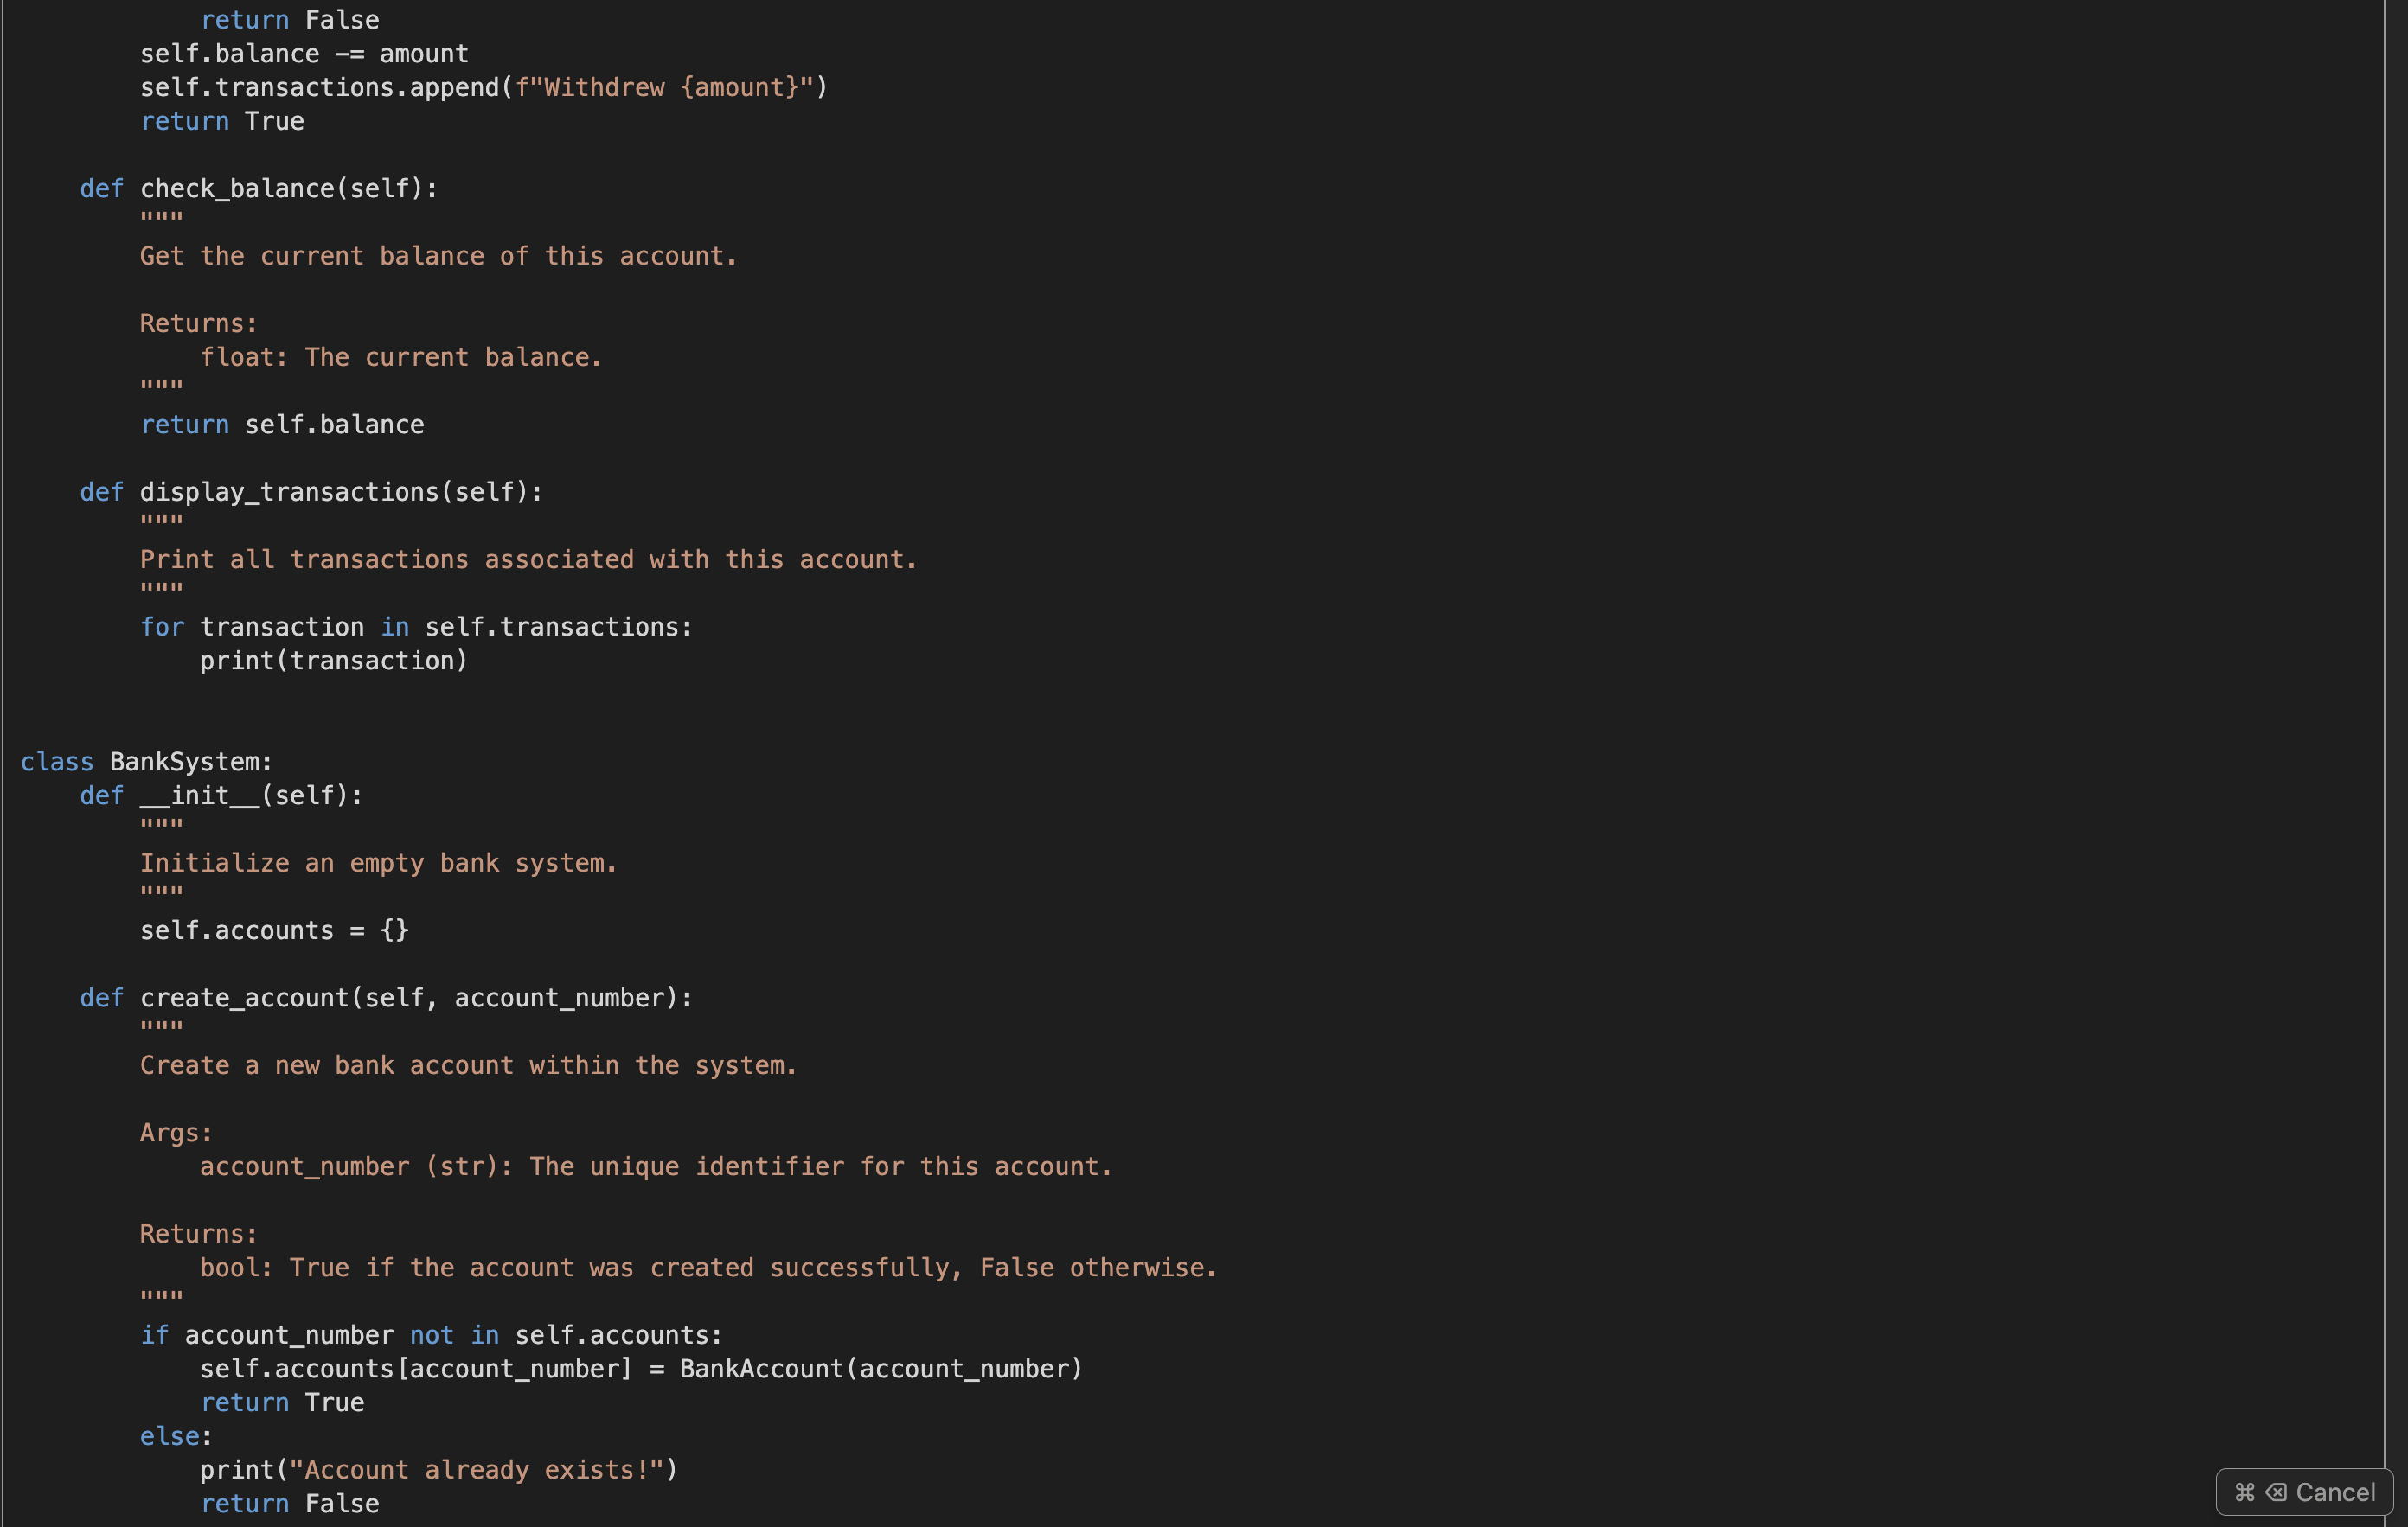 return False
        self.balance -= amount
        self.transactions.append(f"Withdrew {amount}")
        return True

    def check_balance(self):
        """
        Get the current balance of this account.

        Returns:
            float: The current balance.
        """
        return self.balance

    def display_transactions(self):
        """
        Print all transactions associated with this account.
        """
        for transaction in self.transactions:
            print(transaction)


class BankSystem:
    def __init__(self):
        """
        Initialize an empty bank system.
        """
        self.accounts = {}

    def create_account(self, account_number):
        """
        Create a new bank account within the system.

        Args:
            account_number (str): The unique identifier for this account.

        Returns:
            bool: True if the account was created successfully, False otherwise.
        """
        if account_number not in self.accounts:
            self.accounts[account_number] = BankAccount(account_number)
            return True
        else:
            print("Account already exists!")
            return False
⌘ ⌫ Cancel